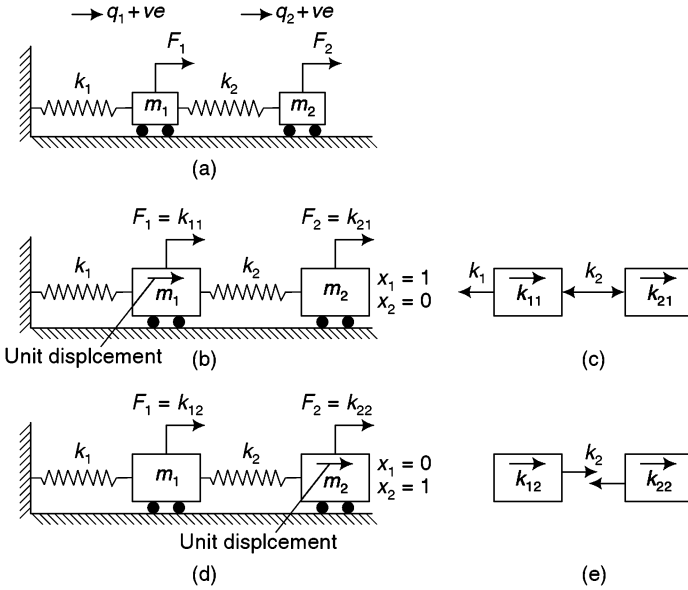 q₁ +ve q₂ +ve
F₁ F₂
k₁ k₂
m₁ m₂
(a)
F₁ = k₁₁ F₂ = k₂₁
k₁ k₂ x₁ = 1 k₁ k₂
m₁ m₂ x₂ = 0 k₁₁ k₂₁
Unit displcement (b) (c)
F₁ = k₁₂ F₂ = k₂₂
k₁ k₂ x₁ = 0 k₂
m₁ m₂ x₂ = 1 k₁₂ k₂₂
Unit displcement
(d) (e)